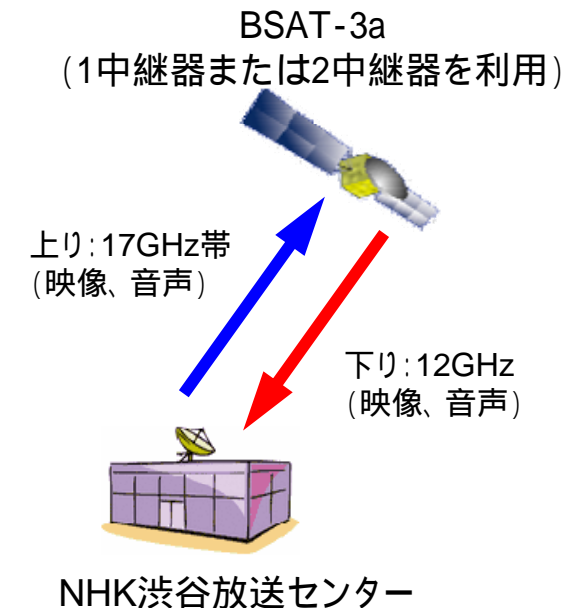 BSAT-3a
(1中継器または2中継器を利用)
上り:17GHz帯
(映像、音声)
下り:12GHz
(映像、音声)
NHK渋谷放送センター